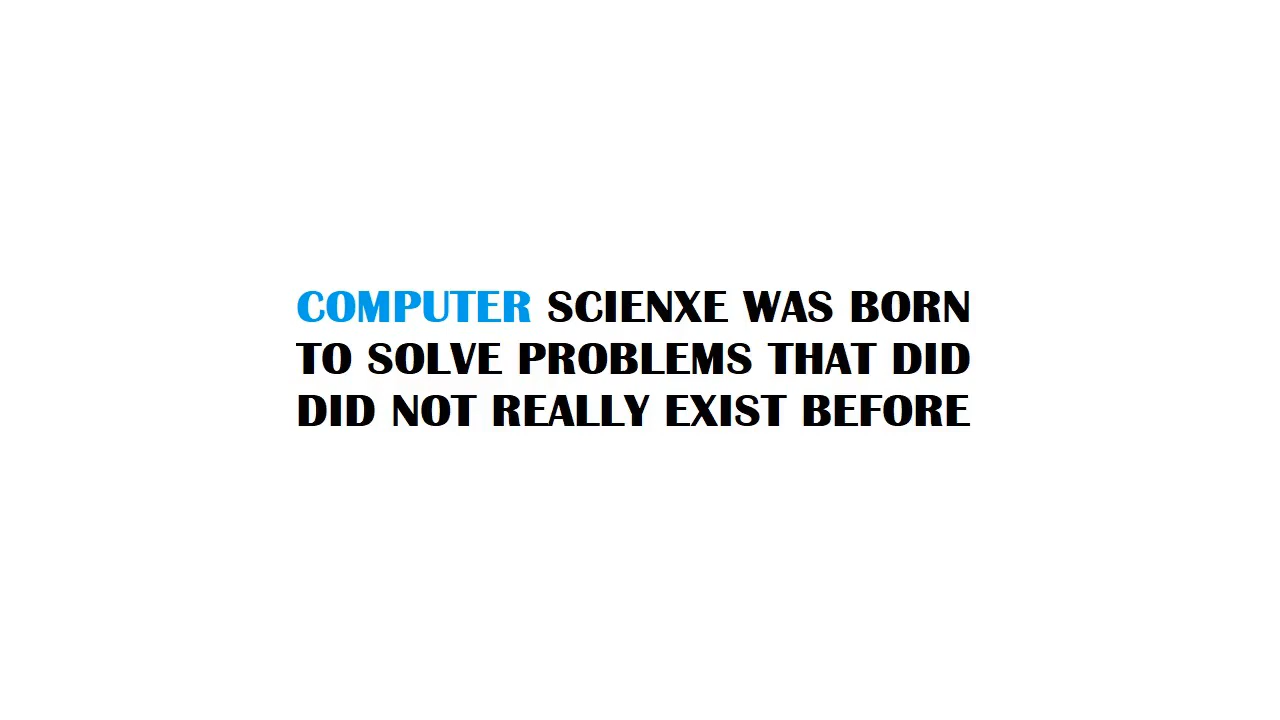 COMPUTER SCIENXE WAS BORN
TO SOLVE PROBLEMS THAT DID
DID NOT REALLY EXIST BEFORE